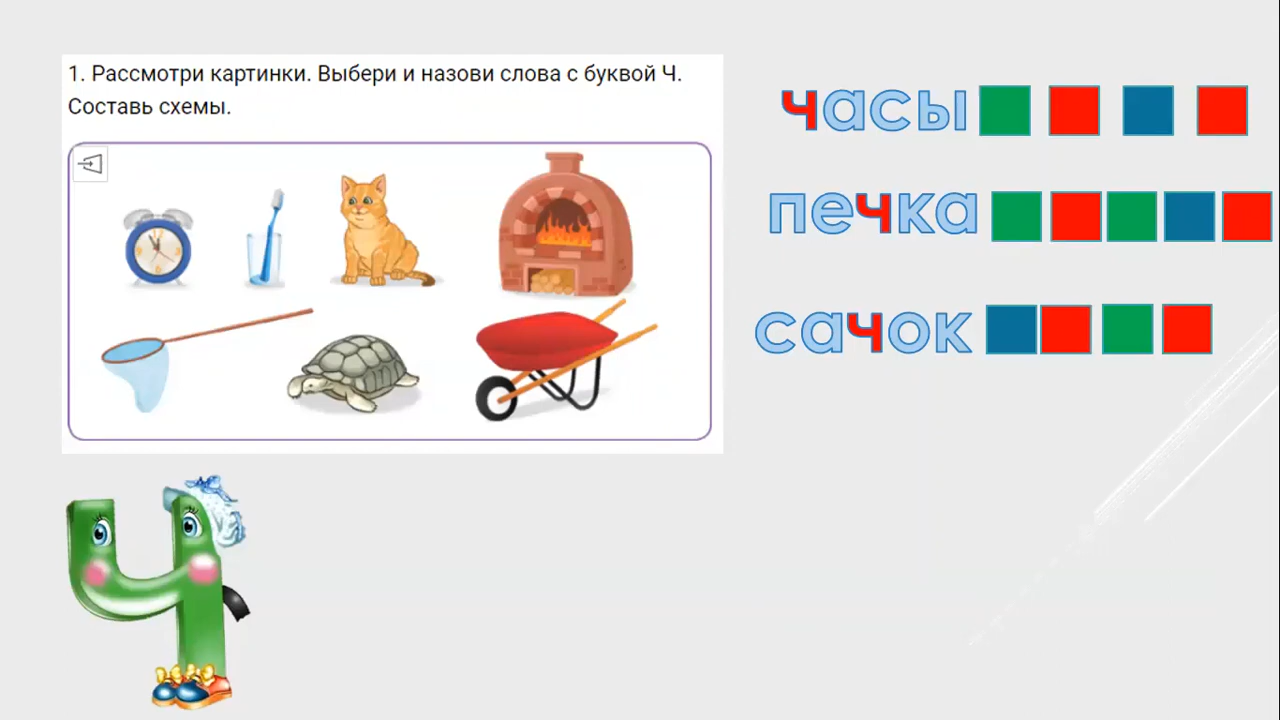 1. Рассмотри картинки. Выбери и назови слова с буквой Ч.
Составь схемы.
часы
печка
сачок
Ч